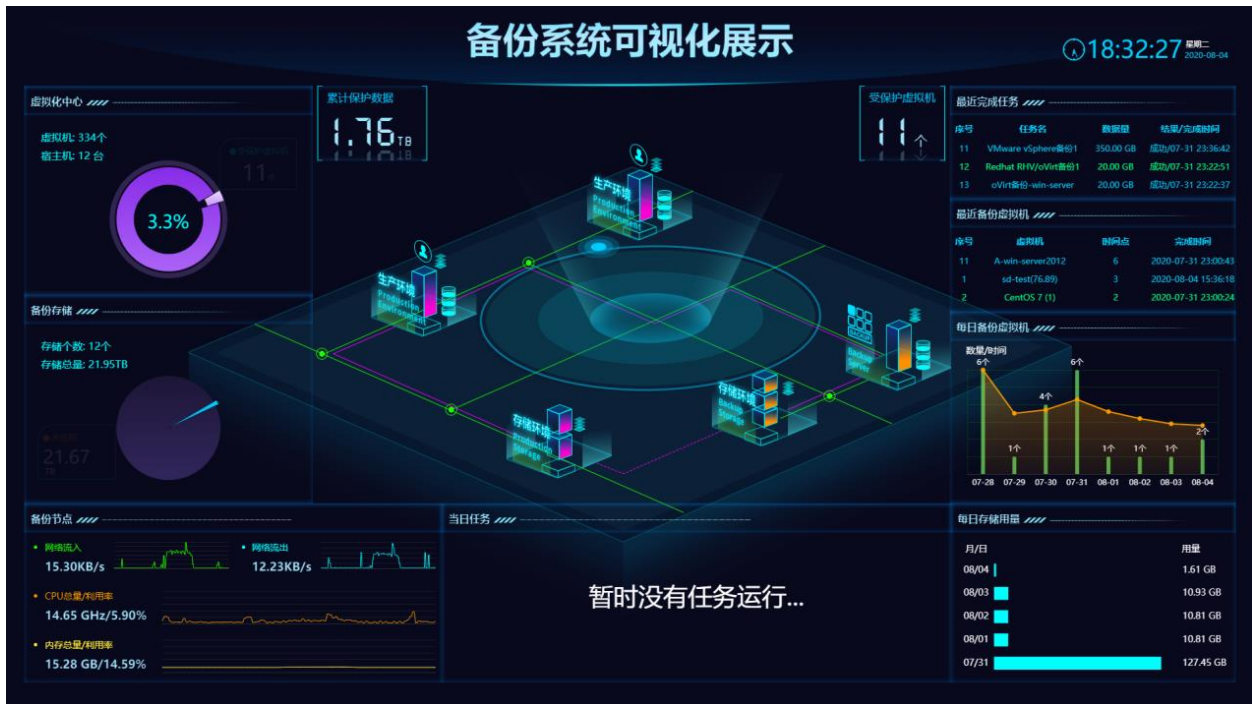 备份系统可视化展示
18:32:27 星期二
2020-08-04
虚拟化中心
虚拟机: 334个
宿主机: 12 台
11
3.3%
累计保护数据
1.76 TB
受保护虚拟机
11 个
备份存储
存储个数: 12个
存储总量: 21.95TB
21.67
TB
生产环境
Production
Environment
生产环境
Production
Environment
存储环境
Production
Storage
存储环境
Backup
Storage
Backup
Server
最近完成任务
序号 任务名 数据量 结果/完成时间
11 VMware vSphere备份1 350.00 GB 成功/07-31 23:36:42
12 Redhat RHV/oVirt备份1 20.00 GB 成功/07-31 23:22:51
13 oVirt备份-win-server 20.00 GB 成功/07-31 23:22:37
最近备份虚拟机
序号 虚拟机 时间点 完成时间
11 A-win-server2012 6 2020-07-31 23:00:43
1 sd-test(76.89) 3 2020-08-04 15:36:18
2 CentOS 7 (1) 2 2020-07-31 23:00:24
每日备份虚拟机
数量/时间
6个 1个 4个 6个 1个 1个 1个 2个
07-28 07-29 07-30 07-31 08-01 08-02 08-03 08-04
备份节点
网络流入
15.30KB/s
网络流出
12.23KB/s
CPU总量/利用率
14.65 GHz/5.90%
内存总量/利用率
15.28 GB/14.59%
当日任务
暂时没有任务运行...
每日存储用量
月/日 用量
08/04 1.61 GB
08/03 10.93 GB
08/02 10.81 GB
08/01 10.81 GB
07/31 127.45 GB